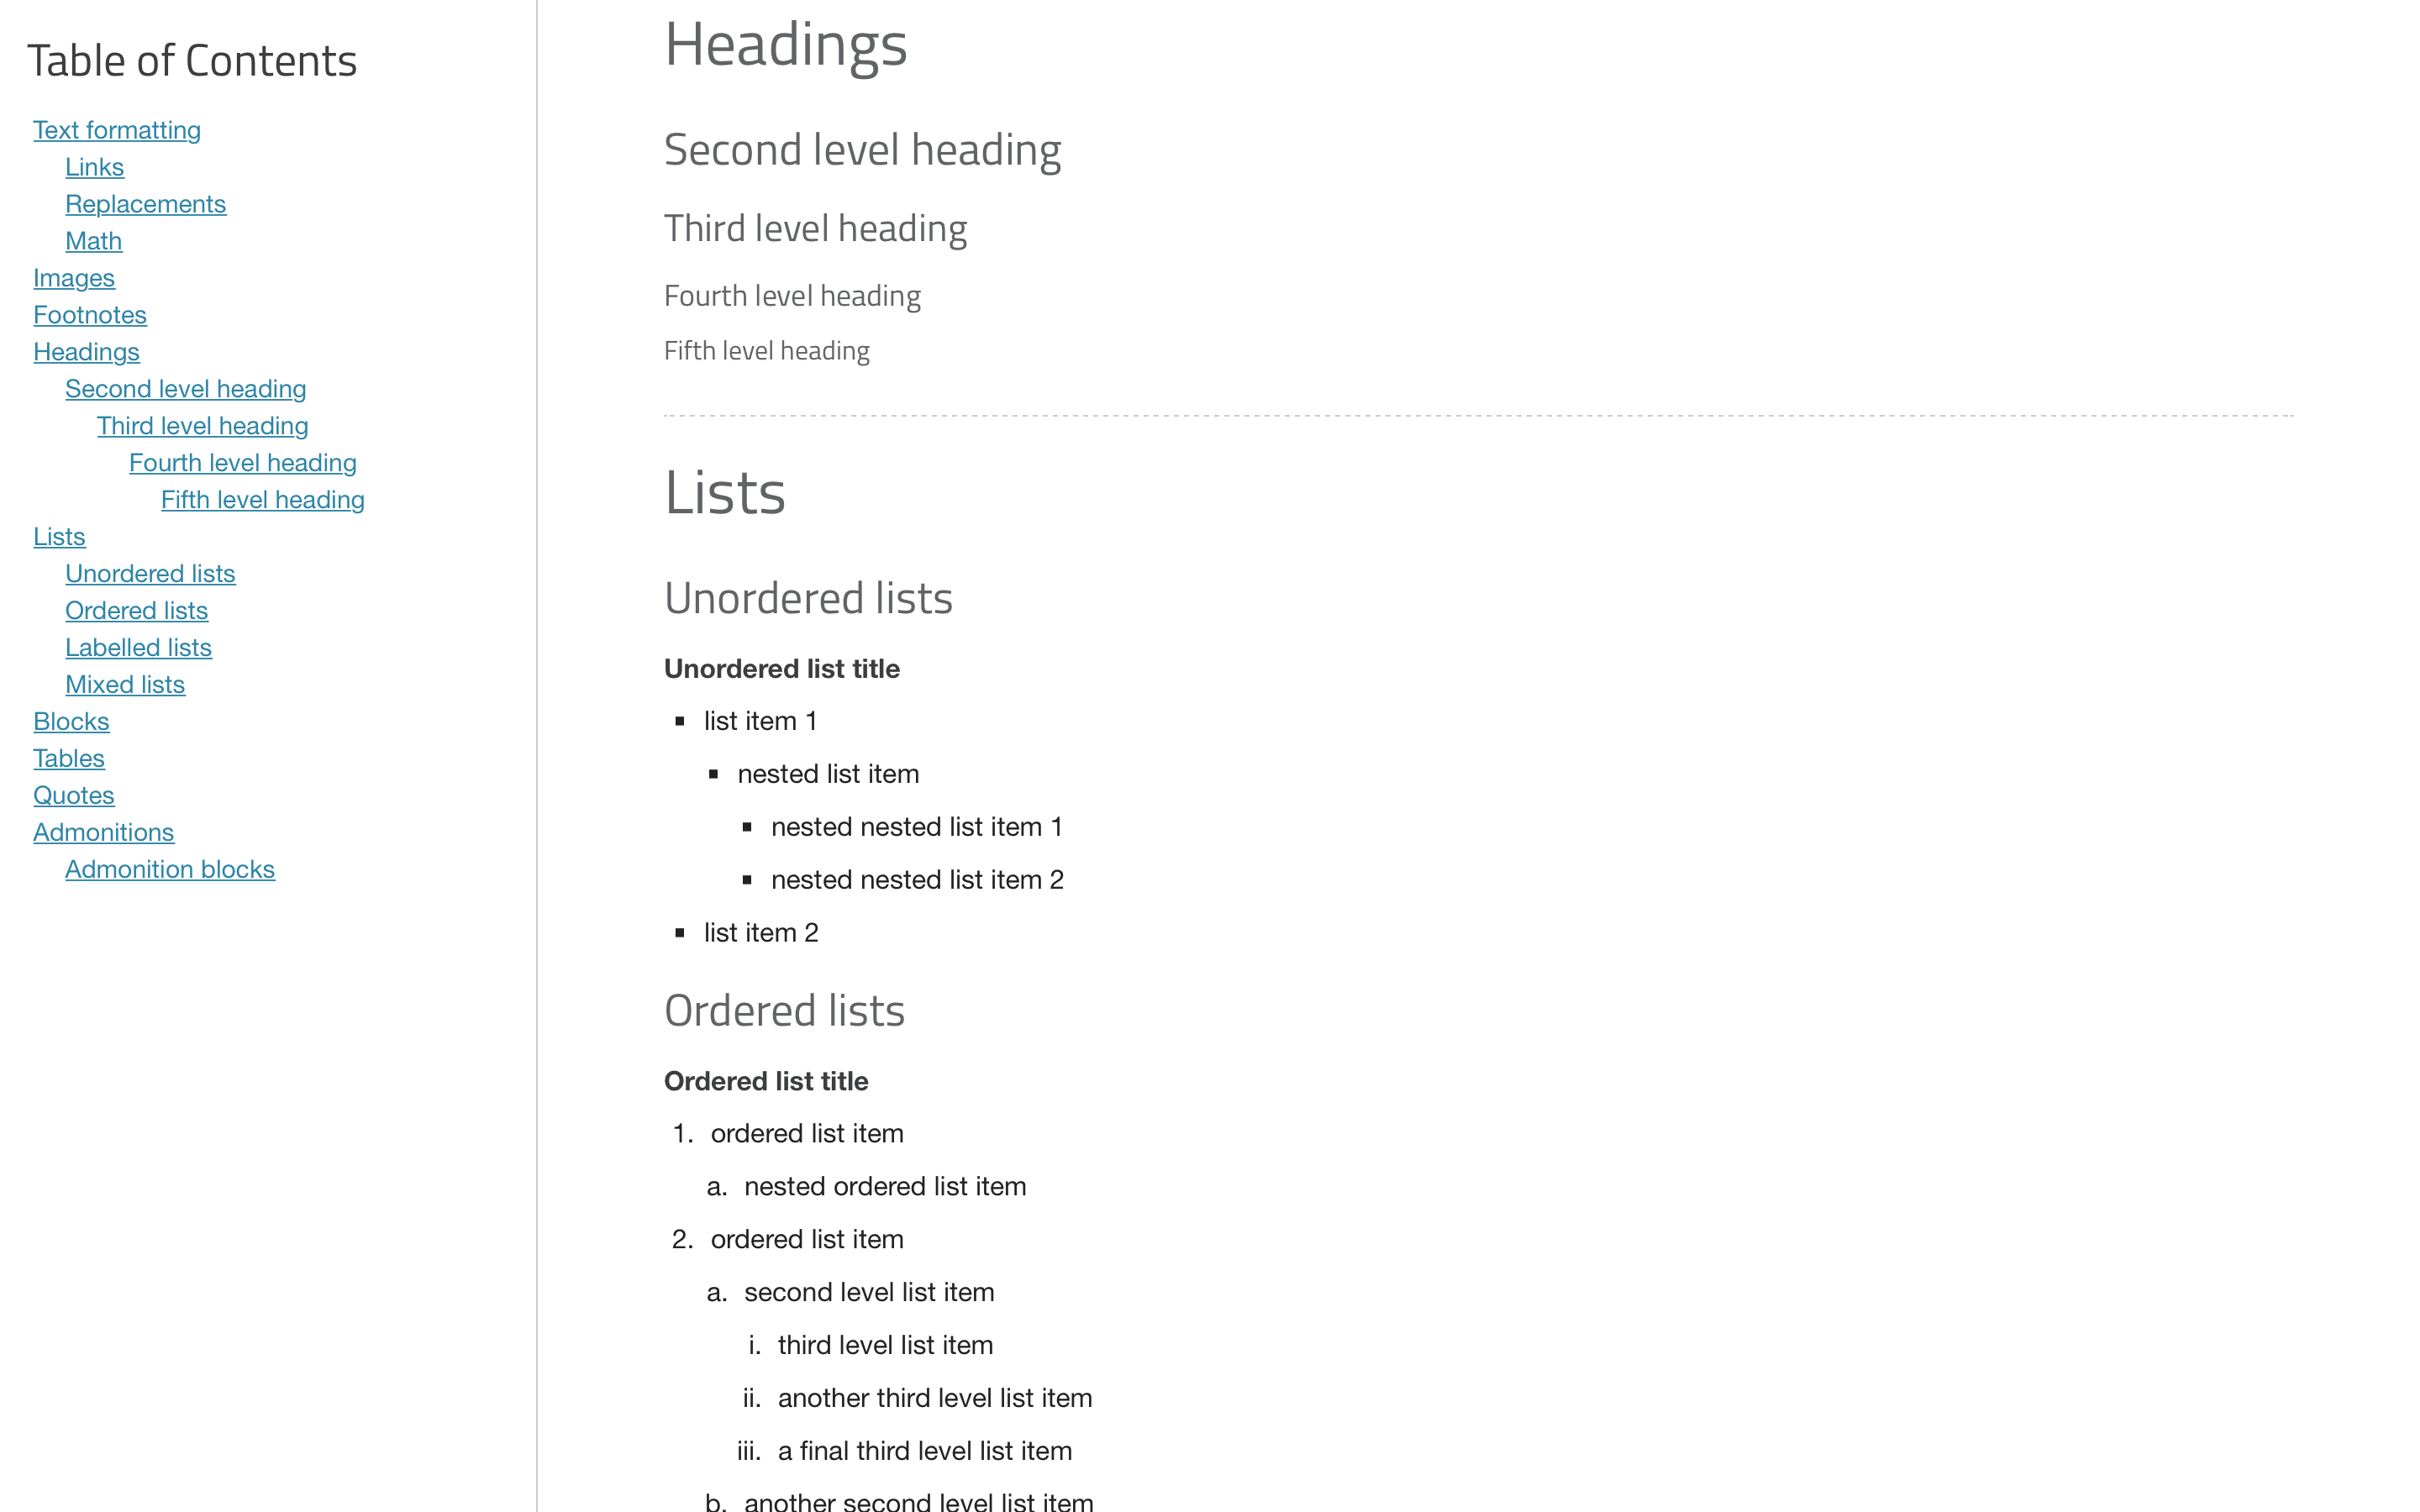 Table of Contents
Text formatting
Links
Replacements
Math
Images
Footnotes
Headings
Second level heading
Third level heading
Fourth level heading
Fifth level heading
Lists
Unordered lists
Ordered lists
Labelled lists
Mixed lists
Blocks
Tables
Quotes
Admonitions
Admonition blocks
Headings
Second level heading
Third level heading
Fourth level heading
Fifth level heading
Lists
Unordered lists
Unordered list title
▪ list item 1
▪ nested list item
▪ nested nested list item 1
▪ nested nested list item 2
▪ list item 2
Ordered lists
Ordered list title
1. ordered list item
a. nested ordered list item
2. ordered list item
a. second level list item
i. third level list item
ii. another third level list item
iii. a final third level list item
b. another second level list item